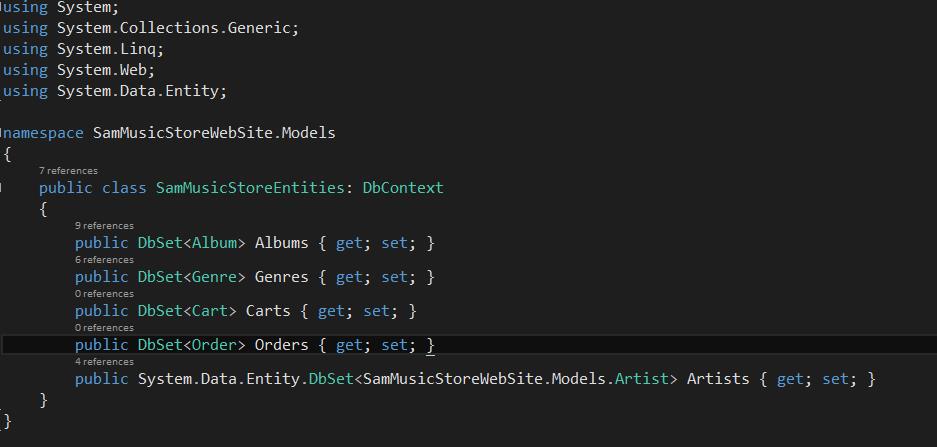 using System;
using System.Collections.Generic;
using System.Linq;
using System.Web;
using System.Data.Entity;
namespace SamMusicStoreWebSite.Models
{
7 references
public class SamMusicStoreEntities: DbContext
{
9 references
public DbSet<Album> Albums { get; set; }
6 references
public DbSet<Genre> Genres { get; set; }
0 references
public DbSet<Cart> Carts { get; set; }
0 references
public DbSet<Order> Orders { get; set; }
4 references
public System.Data.Entity.DbSet<SamMusicStoreWebSite.Models.Artist> Artists { get; set; }
}
}